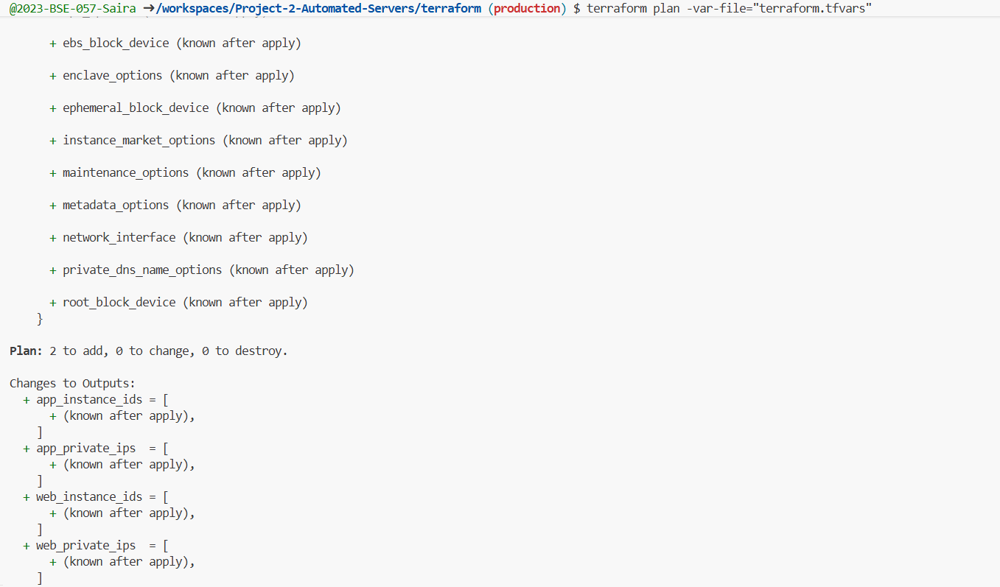 @2023-BSE-057-Saira ➜/workspaces/Project-2-Automated-Servers/terraform (production) $ terraform plan -var-file="terraform.tfvars"
+ ebs_block_device (known after apply)
+ enclave_options (known after apply)
+ ephemeral_block_device (known after apply)
+ instance_market_options (known after apply)
+ maintenance_options (known after apply)
+ metadata_options (known after apply)
+ network_interface (known after apply)
+ private_dns_name_options (known after apply)
+ root_block_device (known after apply)
}
Plan: 2 to add, 0 to change, 0 to destroy.
Changes to Outputs:
+ app_instance_ids = [
+ (known after apply),
]
+ app_private_ips  = [
+ (known after apply),
]
+ web_instance_ids = [
+ (known after apply),
]
+ web_private_ips  = [
+ (known after apply),
]